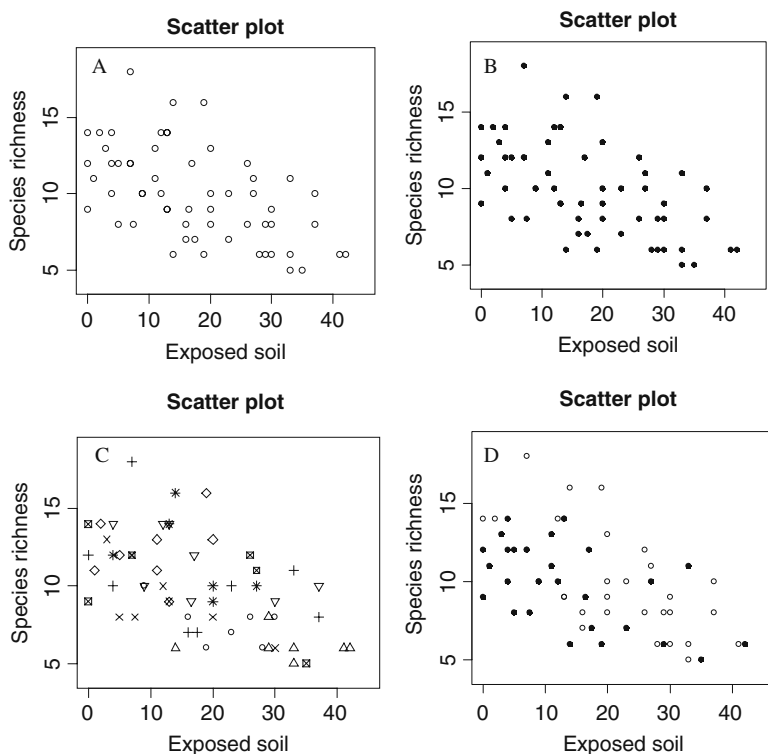 Scatter plot
A
Species richness
15
10
5
0 10 20 30 40
Exposed soil
Scatter plot
B
Species richness
15
10
5
0 10 20 30 40
Exposed soil
Scatter plot
C
Species richness
15
10
5
0 10 20 30 40
Exposed soil
Scatter plot
D
Species richness
15
10
5
0 10 20 30 40
Exposed soil